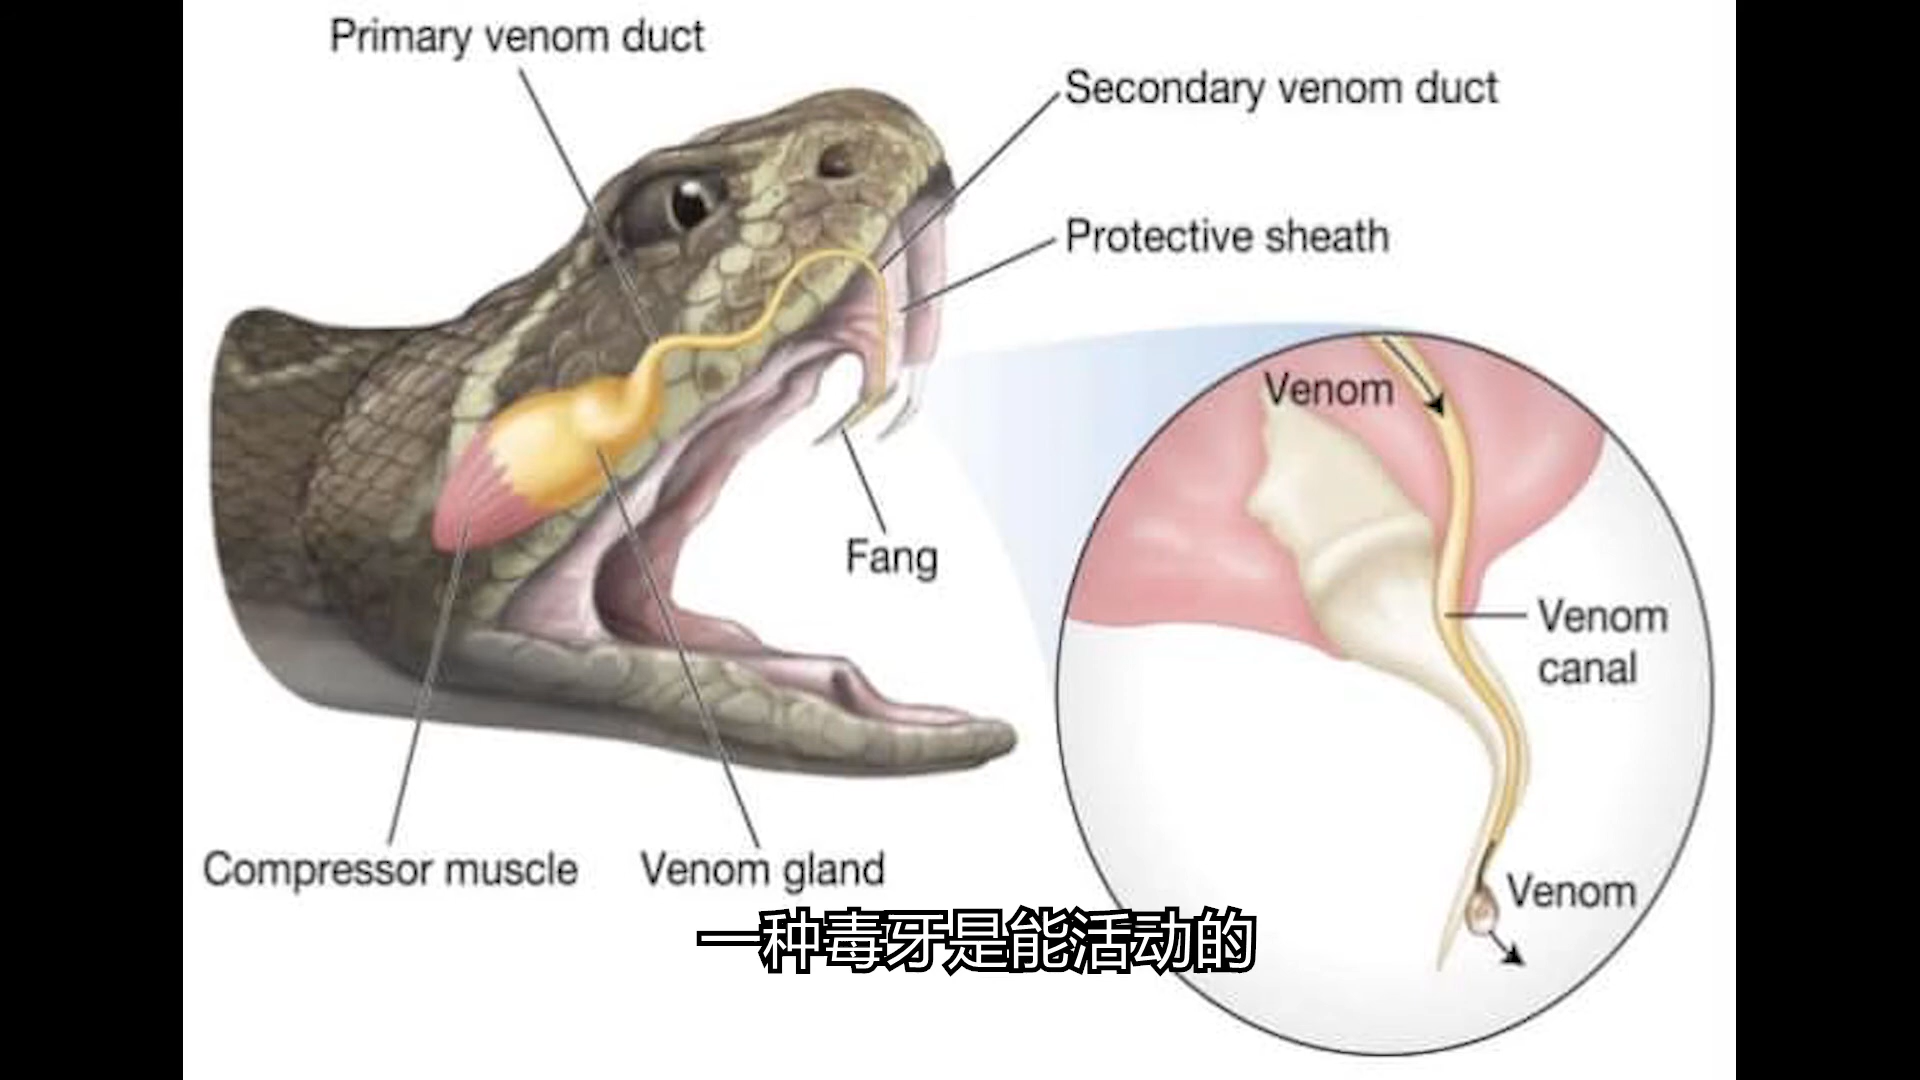 Primary venom duct
Secondary venom duct
Protective sheath
Venom
Fang
Venom
canal
Compressor muscle
Venom gland
Venom
一种毒牙是能活动的